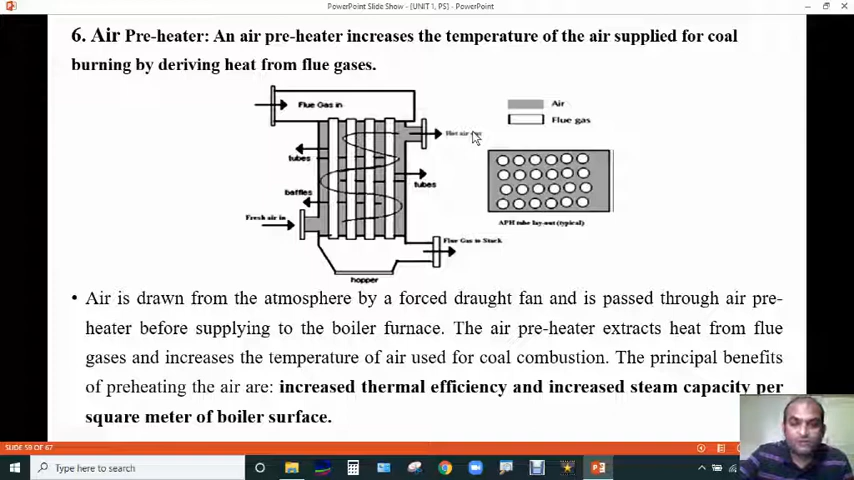 PowerPoint Slide Show - [UNIT 1, PS] - PowerPoint
6. Air Pre-heater: An air pre-heater increases the temperature of the air supplied for coal
burning by deriving heat from flue gases.
Flue Gas in
Air
Flue gas
Hot air
tubes
tubes
baffles
Fresh air in
APH tube lay-out (typical)
Flue Gas to Stack
hopper
• Air is drawn from the atmosphere by a forced draught fan and is passed through air pre-
heater before supplying to the boiler furnace. The air pre-heater extracts heat from flue
gases and increases the temperature of air used for coal combustion. The principal benefits
of preheating the air are: increased thermal efficiency and increased steam capacity per
square meter of boiler surface.
SLIDE 59 OF 67
Type here to search